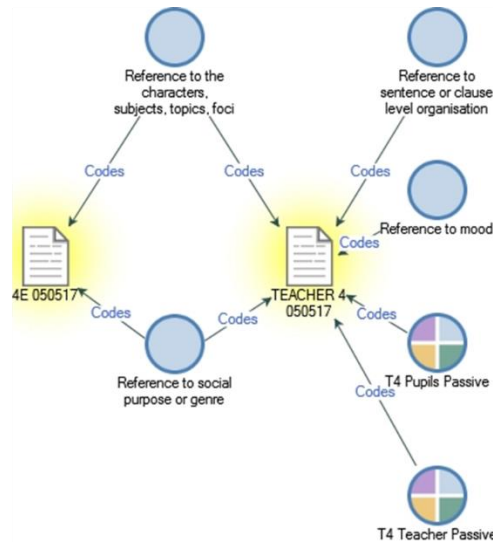 Reference to the
characters,
subjects, topics, foci
Reference to
sentence or clause
level organisation
Codes
Codes
Codes
Reference to mood
Codes
4E 050517
TEACHER 4
050517
Codes
Codes
Codes
Reference to social
purpose or genre
T4 Pupils Passive
Codes
T4 Teacher Passive